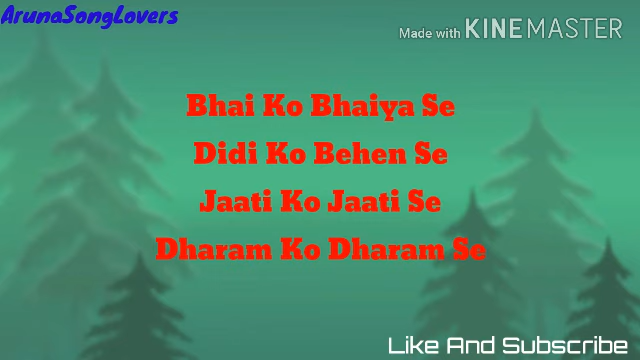 ArunaSongLovers
Made with KINEMASTER
Bhai Ko Bhaiya Se
Didi Ko Behen Se
Jaati Ko Jaati Se
Dharam Ko Dharam Se
Like And Subscribe